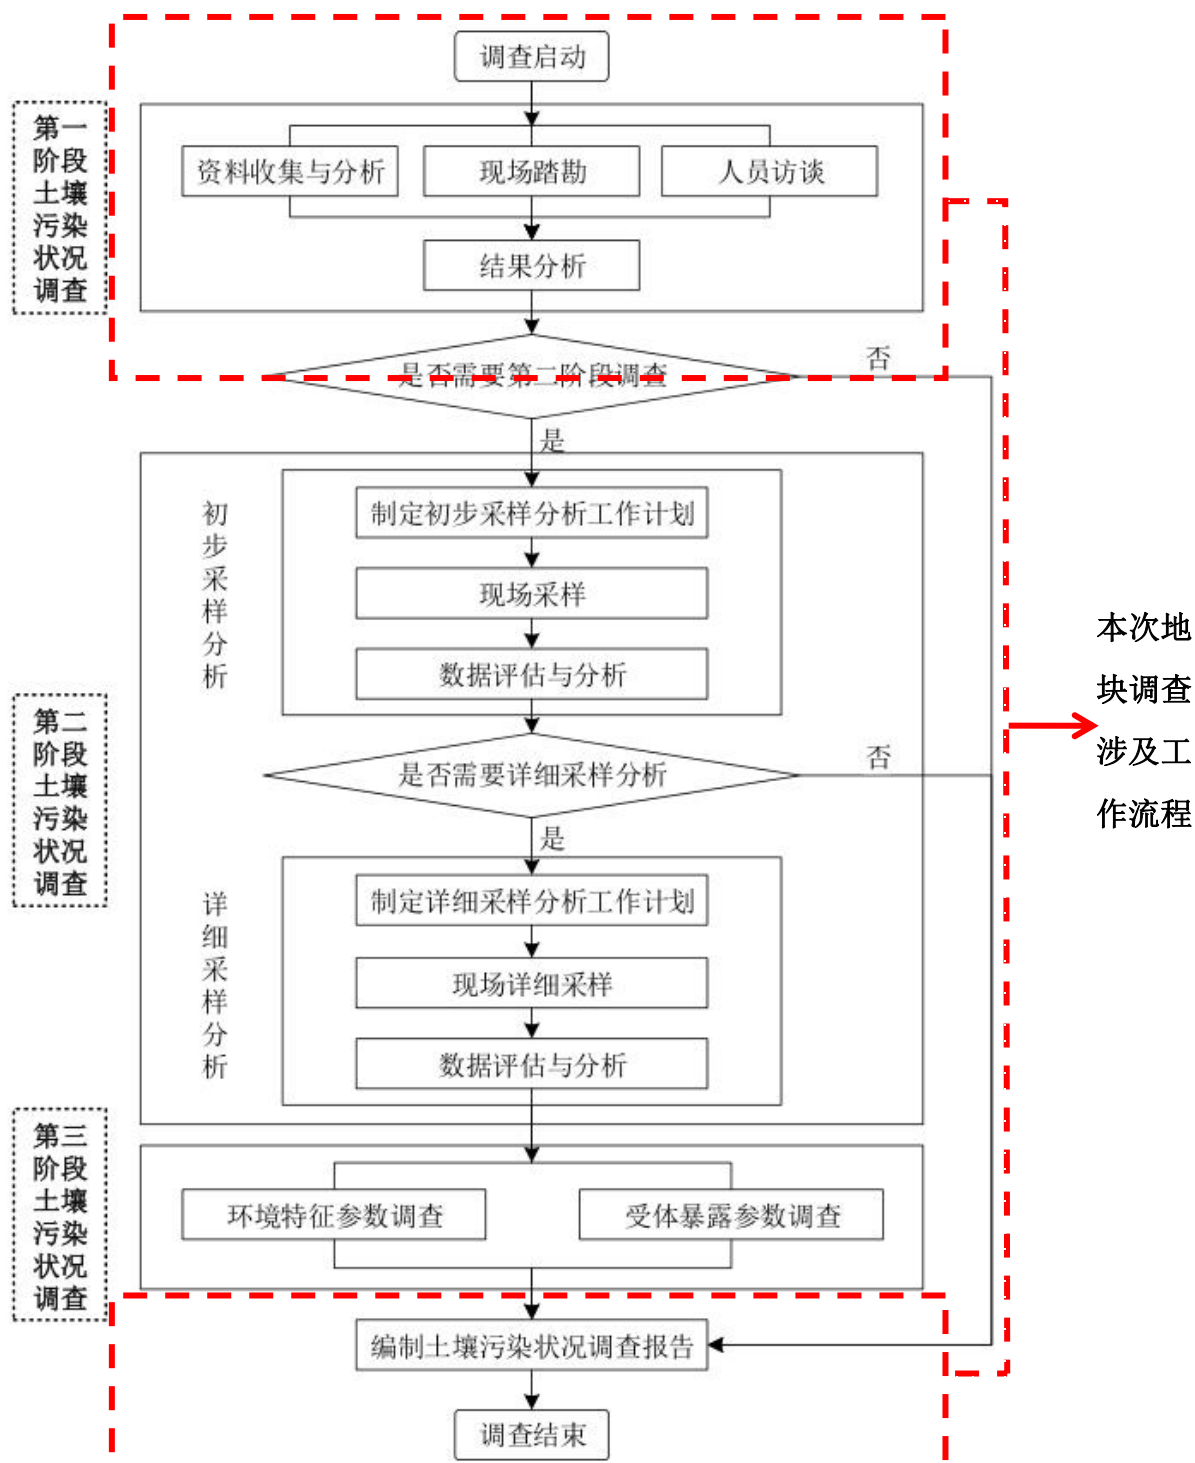 调查启动
第一
阶段
土壤
污染
状况
调查
资料收集与分析
现场踏勘
人员访谈
结果分析
是否需要第二阶段调查
否
是
初
步
采
样
分
析
制定初步采样分析工作计划
现场采样
数据评估与分析
第二
阶段
土壤
污染
状况
调查
是否需要详细采样分析
否
是
详
细
采
样
分
析
制定详细采样分析工作计划
现场详细采样
数据评估与分析
本次地
块调查
涉及工
作流程
第三
阶段
土壤
污染
状况
调查
环境特征参数调查
受体暴露参数调查
编制土壤污染状况调查报告
调查结束